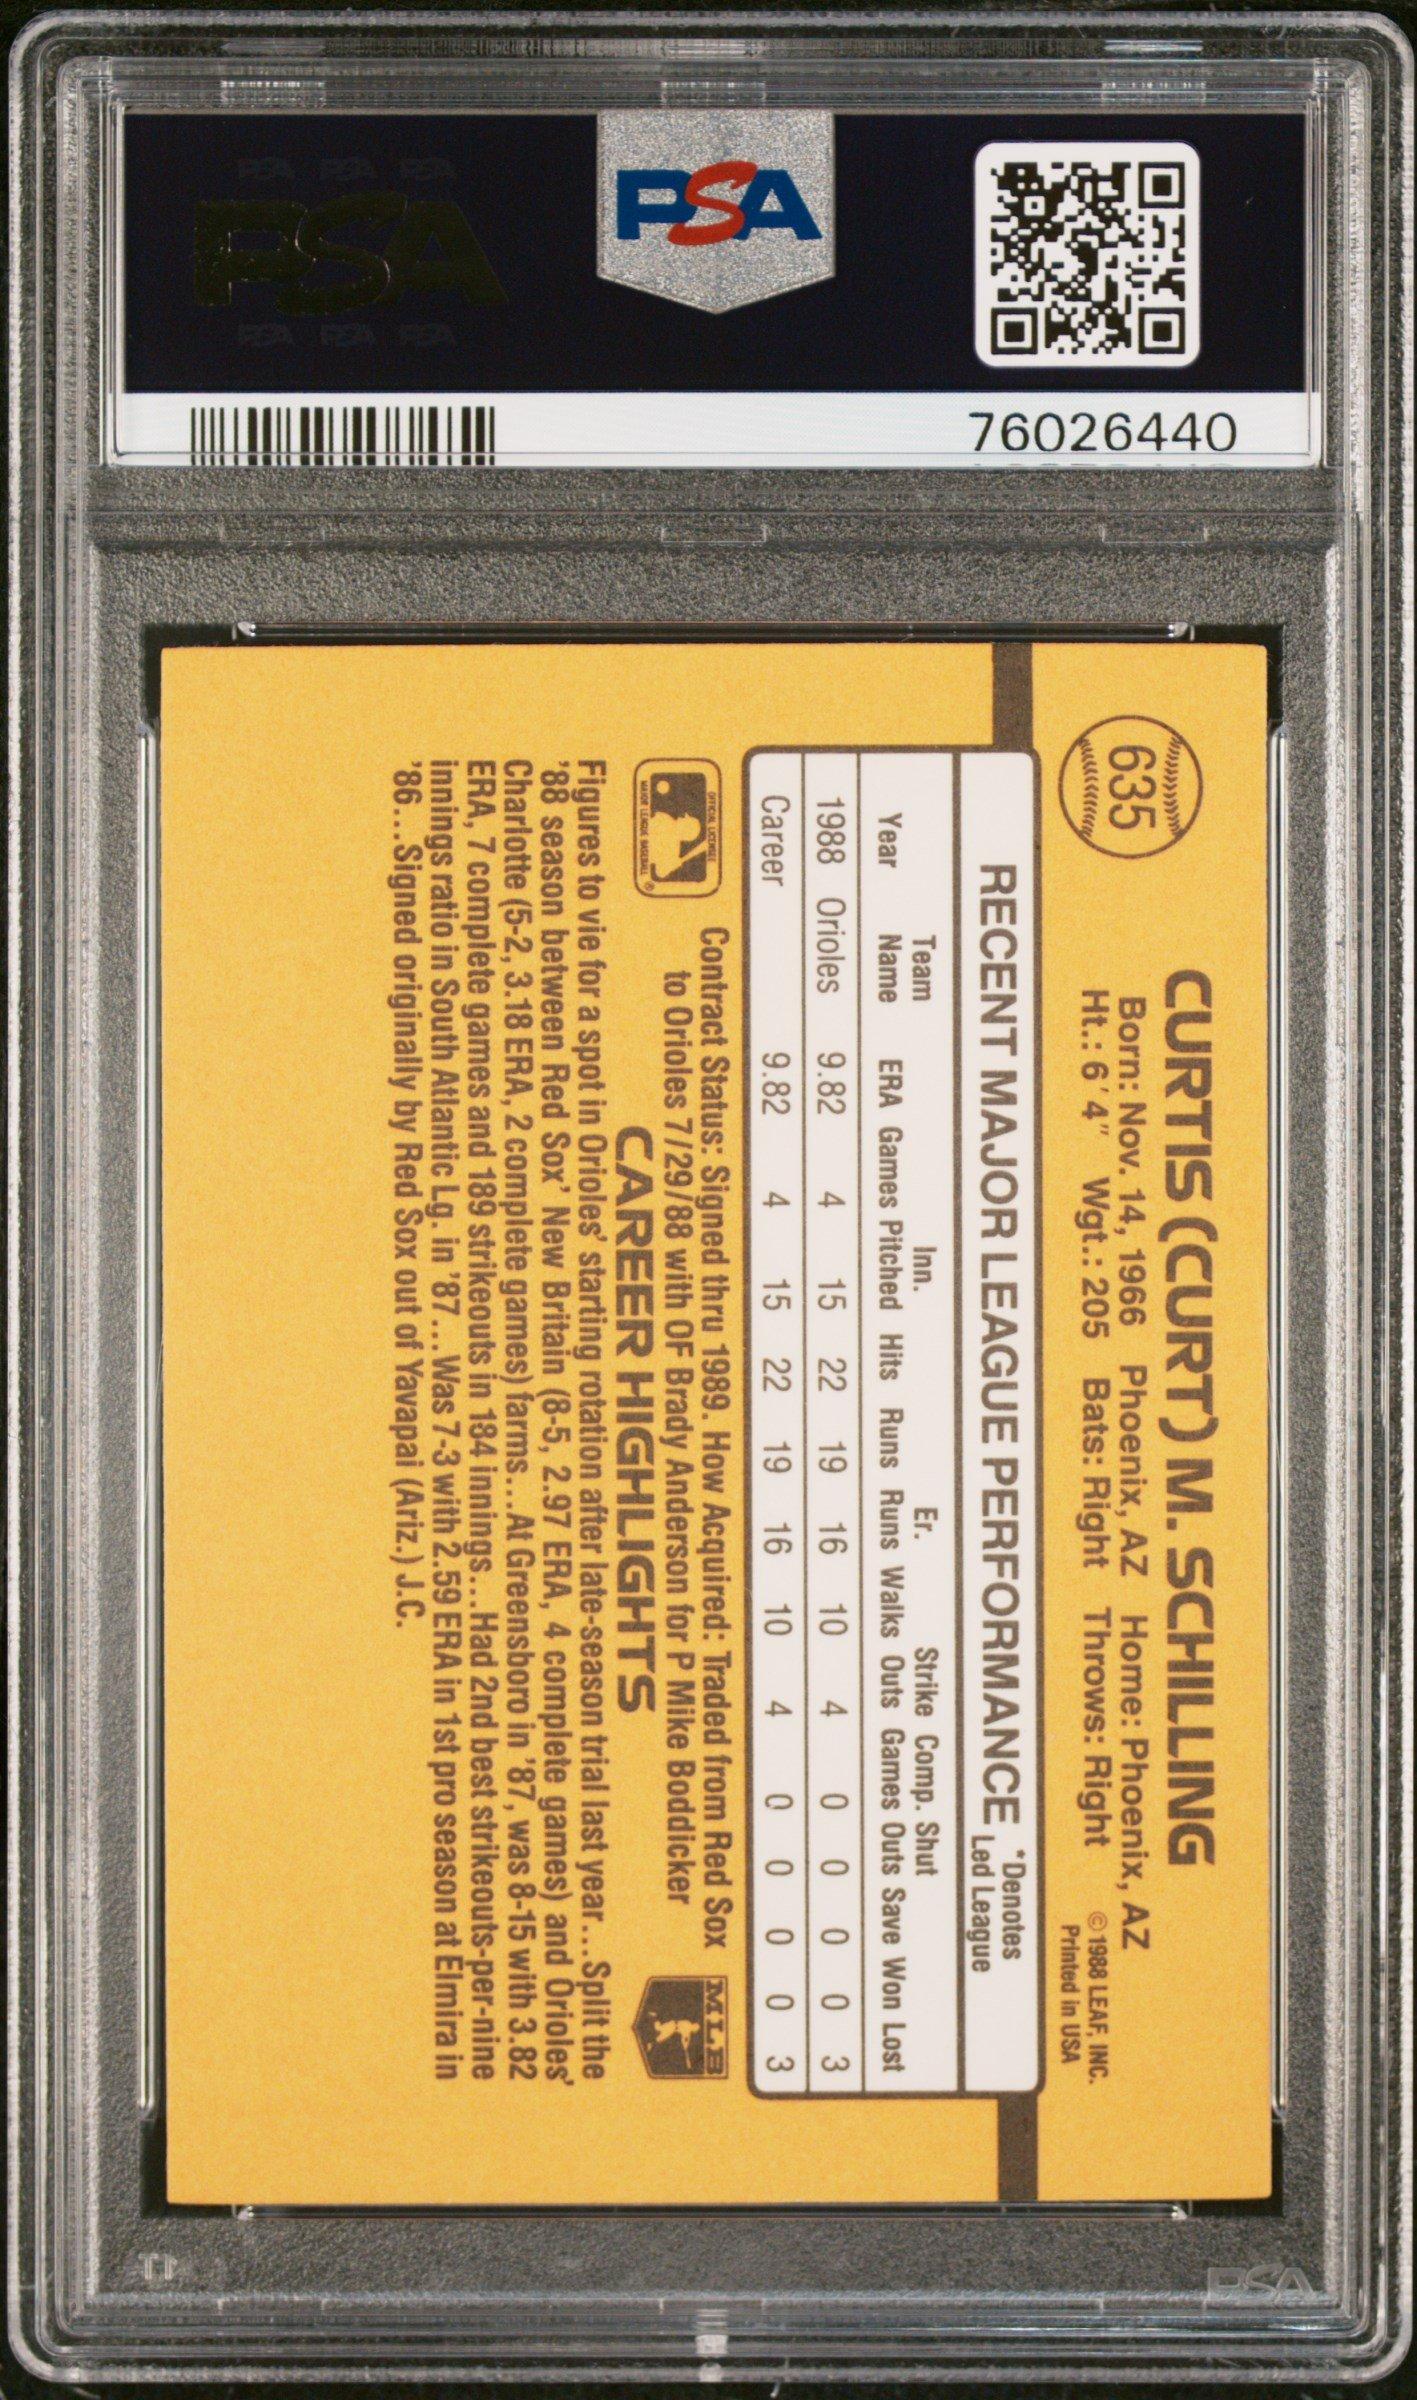 PSA PSA PSA
PSA
PSA PSA PSA
PSA
76026440
635
CURTIS (CURT) M. SCHILLING
Born: Nov. 14, 1966 Phoenix, AZ Home: Phoenix, AZ
Ht.: 6′ 4″ Wgt.: 205 Bats: Right Throws: Right
© 1988 LEAF, INC.
Printed in USA
RECENT MAJOR LEAGUE PERFORMANCE *Denotes
Led League
Team Inn. Er. Strike Comp. Shut
Year Name ERA Games Pitched Hits Runs Runs Walks Outs Games Outs Save Won Lost
1988 Orioles 9.82 4 15 22 19 16 10 4 0 0 0 0 3
Career 9.82 4 15 22 19 16 10 4 0 0 0 0 3
OFFICIAL LICENSEE
MAJOR LEAGUE BASEBALL ®
Contract Status: Signed thru 1989. How Acquired: Traded from Red Sox
to Orioles 7/29/88 with OF Brady Anderson for P Mike Boddicker
MLB
CAREER HIGHLIGHTS
Figures to vie for a spot in Orioles' starting rotation after late-season trial last year...Split the
'88 season between Red Sox' New Britain (8-5, 2.97 ERA, 4 complete games) and Orioles'
Charlotte (5-2, 3.18 ERA, 2 complete games) farms...At Greensboro in '87, was 8-15 with 3.82
ERA, 7 complete games and 189 strikeouts in 184 innings...Had 2nd best strikeouts-per-nine
innings ratio in South Atlantic Lg. in '87...Was 7-3 with 2.59 ERA in 1st pro season at Elmira in
'86...Signed originally by Red Sox out of Yavapai (Ariz.) J.C.
PSA